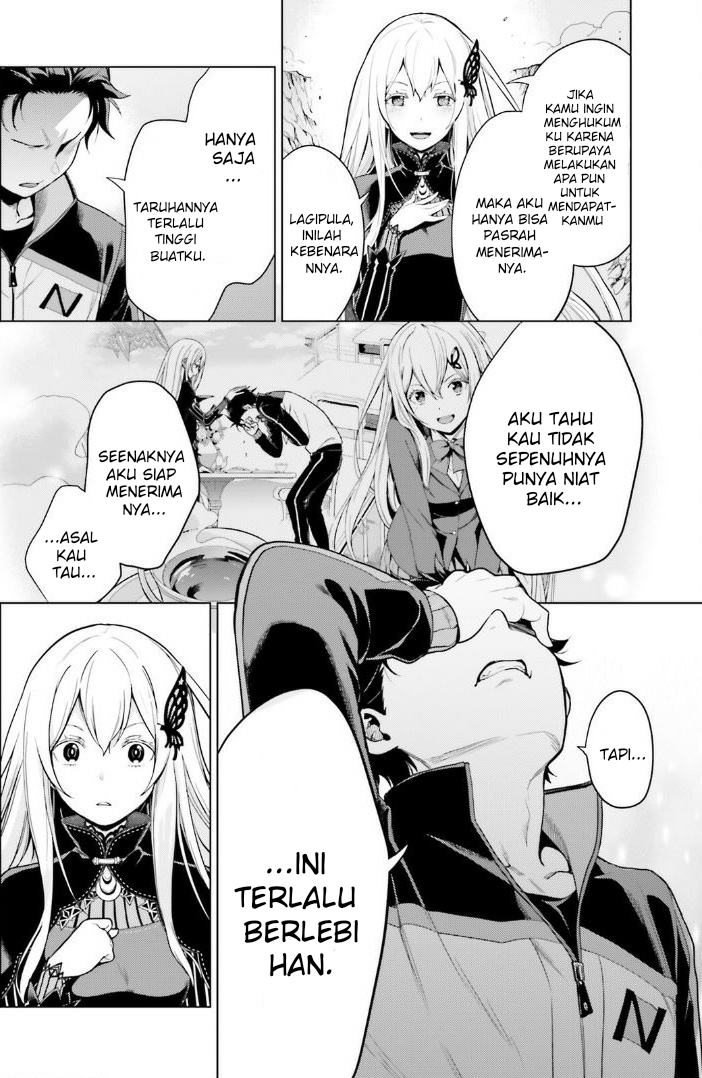 JIKA
KAMU INGIN
MENGHUKUM
KU KARENA
BERUPAYA
MELAKUKAN
APA PUN
UNTUK
MENDAPAT-
KANMU
MAKA AKU
HANYA BISA
PASRAH
MENERIMA-
NYA.
LAGIPULA,
INILAH
KEBENARA
NNYA.
HANYA
SAJA
...
TARUHANNYA
TERLALU
TINGGI
BUATKU.
AKU TAHU
KAU TIDAK
SEPENUHNYA
PUNYA NIAT
BAIK...
SEENAKNYA
AKU SIAP
MENERIMA
NYA...
...ASAL
KAU
TAU...
TAPI...
...INI
TERLALU
BERLEBI
HAN.
N
N